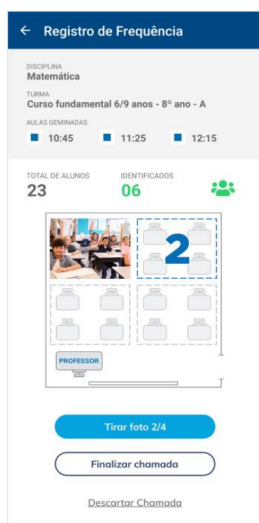 ← Registro de Frequência
DISCIPLINA
Matemática
TURMA
Curso fundamental 6/9 anos - 8º ano - A
AULAS GEMINADAS
10:45 11:25 12:15
TOTAL DE ALUNOS IDENTIFICADOS
23 06
2
PROFESSOR
Tirar foto 2/4
Finalizar chamada
Descartar Chamada